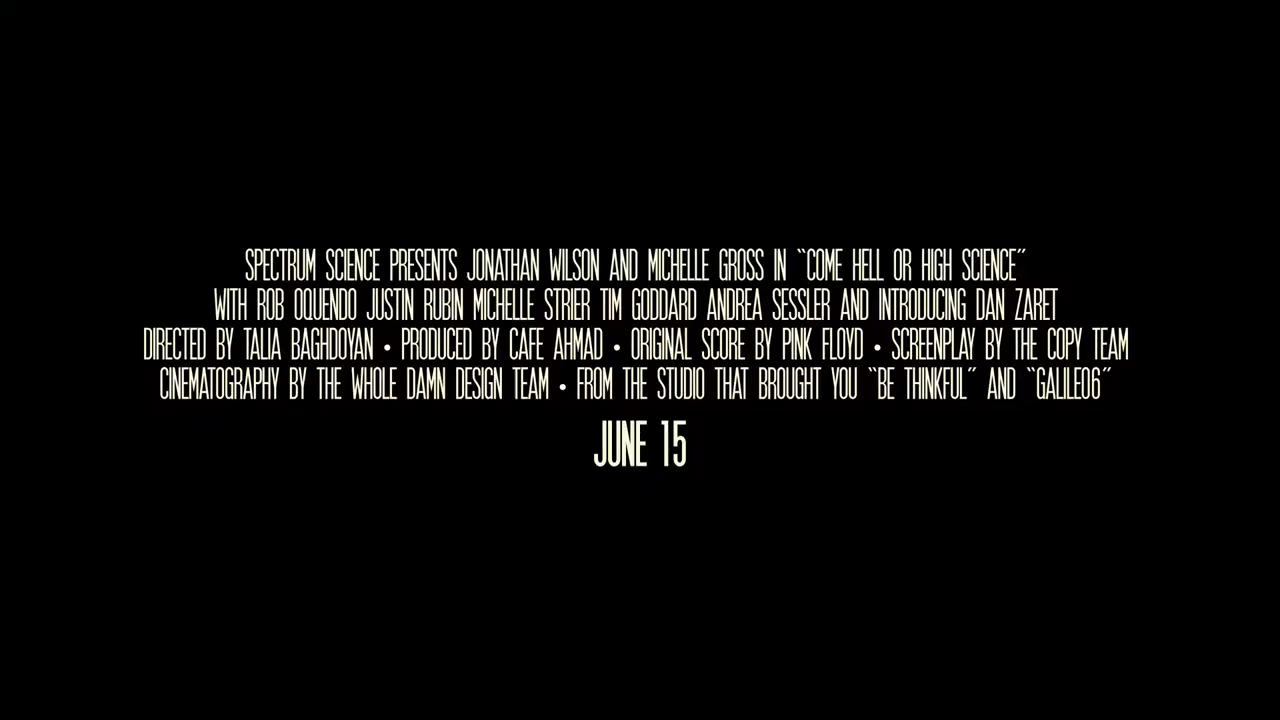 SPECTRUM SCIENCE PRESENTS JONATHAN WILSON AND MICHELLE GROSS IN “COME HELL OR HIGH SCIENCE”
WITH ROB OQUENDO JUSTIN RUBIN MICHELLE STRIER TIM GODDARD ANDREA SESSLER AND INTRODUCING DAN ZARET
DIRECTED BY TALIA BAGHDOYAN • PRODUCED BY CAFE AHMAD • ORIGINAL SCORE BY PINK FLOYD • SCREENPLAY BY THE COPY TEAM
CINEMATOGRAPHY BY THE WHOLE DAMN DESIGN TEAM • FROM THE STUDIO THAT BROUGHT YOU “BE THINKFUL” AND “GALILEO6”
JUNE 15